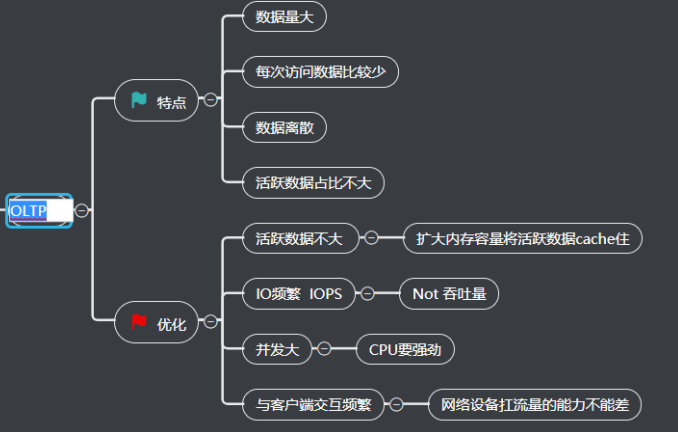 OLTP
特点
数据量大
每次访问数据比较少
数据离散
活跃数据占比不大
优化
活跃数据不大
扩大内存容量将活跃数据cache住
IO频繁 IOPS
Not 吞吐量
并发大
CPU要强劲
与客户端交互频繁
网络设备扛流量的能力不能差